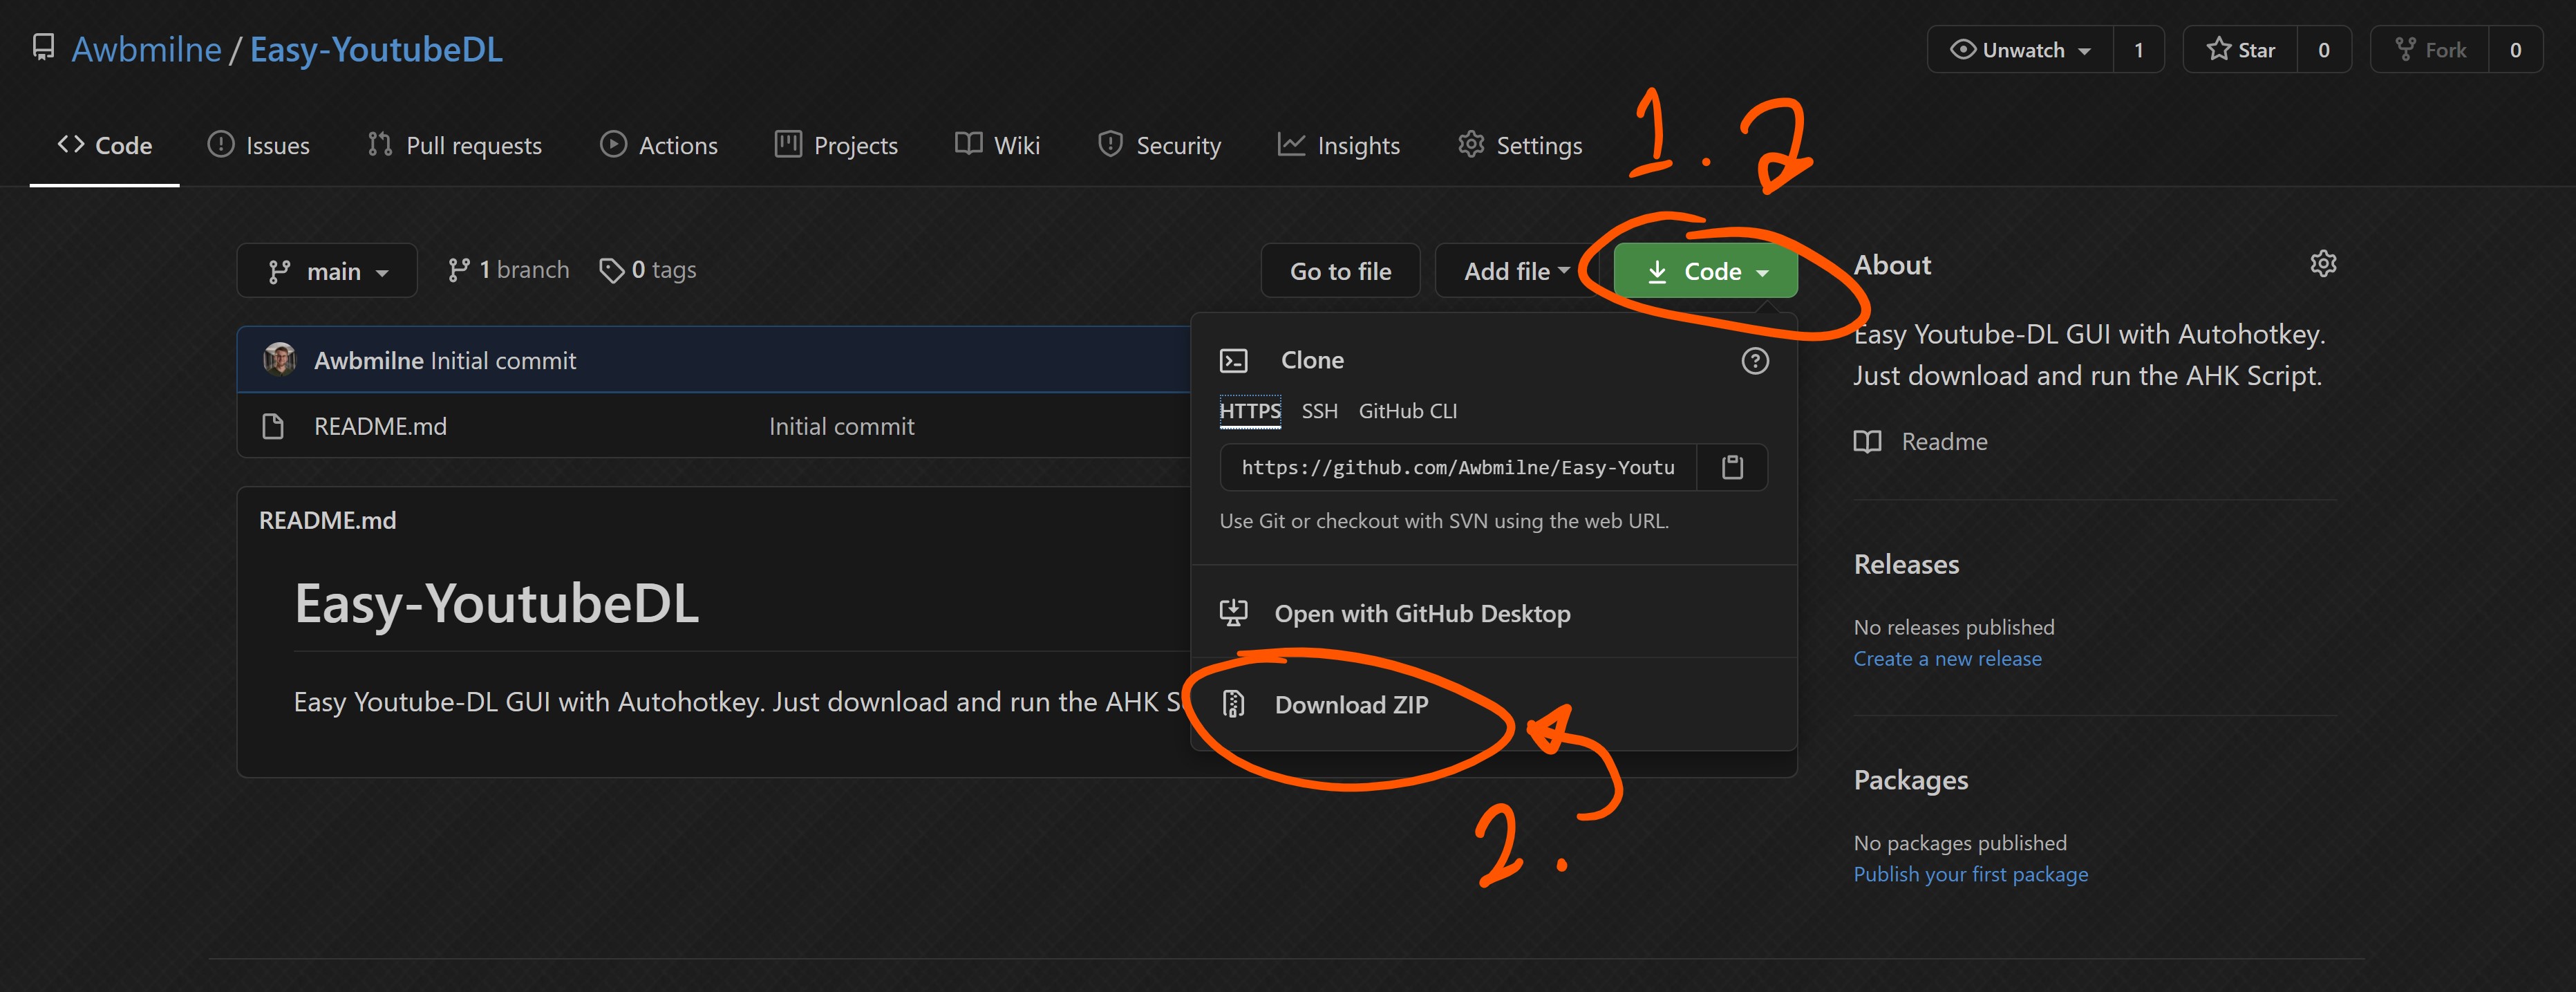 Awbmilne / Easy-YoutubeDL
Unwatch 1 Star 0 Fork 0
Code Issues Pull requests Actions Projects Wiki Security Insights Settings
1.
main 1 branch 0 tags Go to file Add file Code
About
Easy Youtube-DL GUI with Autohotkey.
Just download and run the AHK Script.
Readme
Releases
No releases published
Create a new release
Packages
No packages published
Publish your first package
Awbmilne Initial commit
README.md Initial commit
Clone
HTTPS SSH GitHub CLI
https://github.com/Awbmilne/Easy-Youtu
Use Git or checkout with SVN using the web URL.
Open with GitHub Desktop
Download ZIP
2.
README.md
Easy-YoutubeDL
Easy Youtube-DL GUI with Autohotkey. Just download and run the AHK S